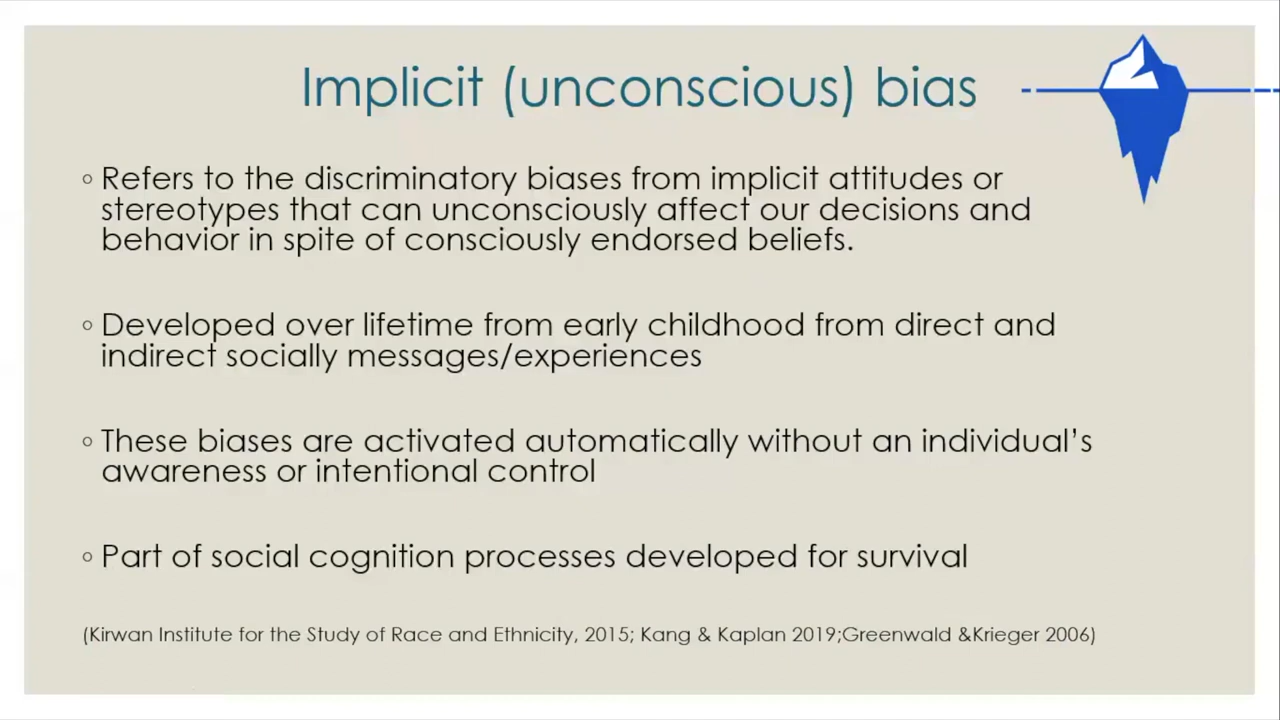 Implicit (unconscious) bias
◦ Refers to the discriminatory biases from implicit attitudes or
stereotypes that can unconsciously affect our decisions and
behavior in spite of consciously endorsed beliefs.
◦ Developed over lifetime from early childhood from direct and
indirect socially messages/experiences
◦ These biases are activated automatically without an individual’s
awareness or intentional control
◦ Part of social cognition processes developed for survival
(Kirwan Institute for the Study of Race and Ethnicity, 2015; Kang & Kaplan 2019;Greenwald &Krieger 2006)